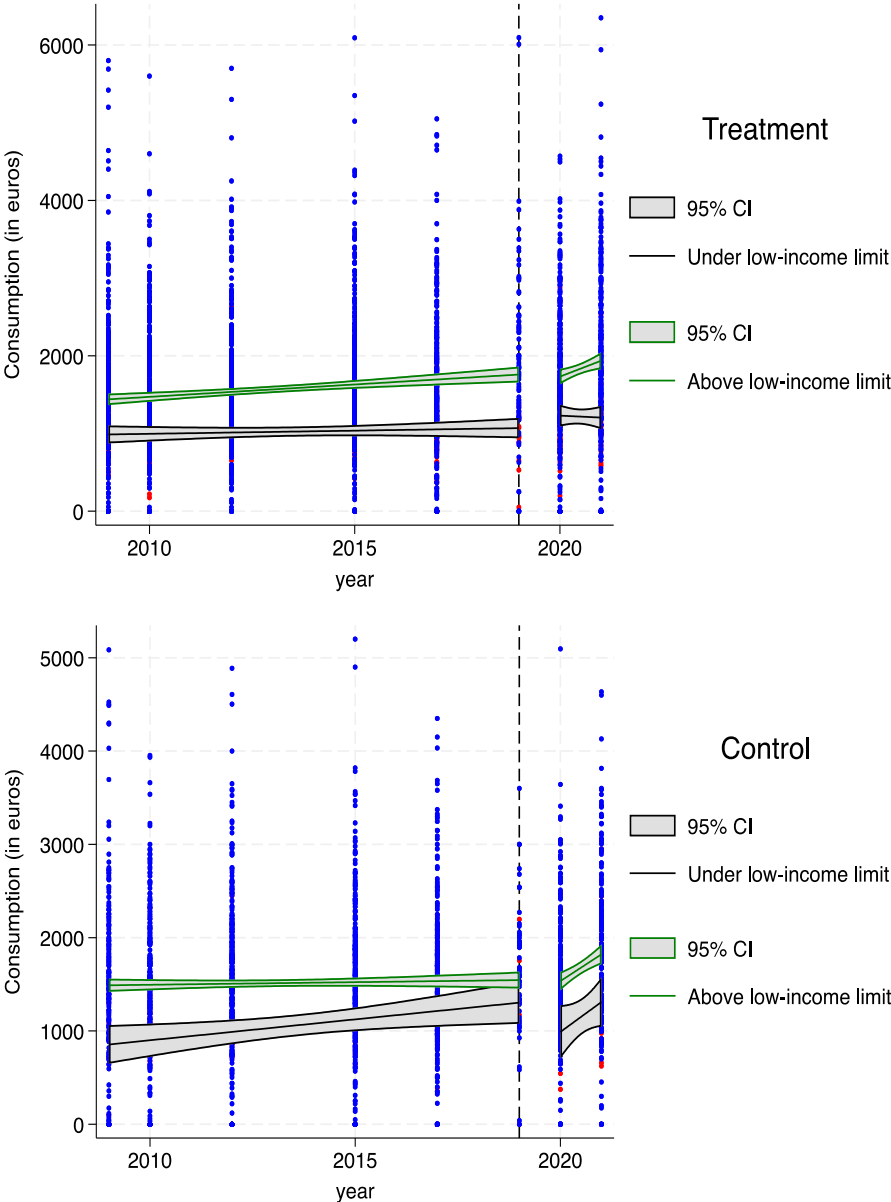 6000
4000
2000
0
Consumption (in euros)
2010
2015
2020
year
Treatment
95% CI
Under low-income limit
95% CI
Above low-income limit
5000
4000
3000
2000
1000
0
Consumption (in euros)
2010
2015
2020
year
Control
95% CI
Under low-income limit
95% CI
Above low-income limit